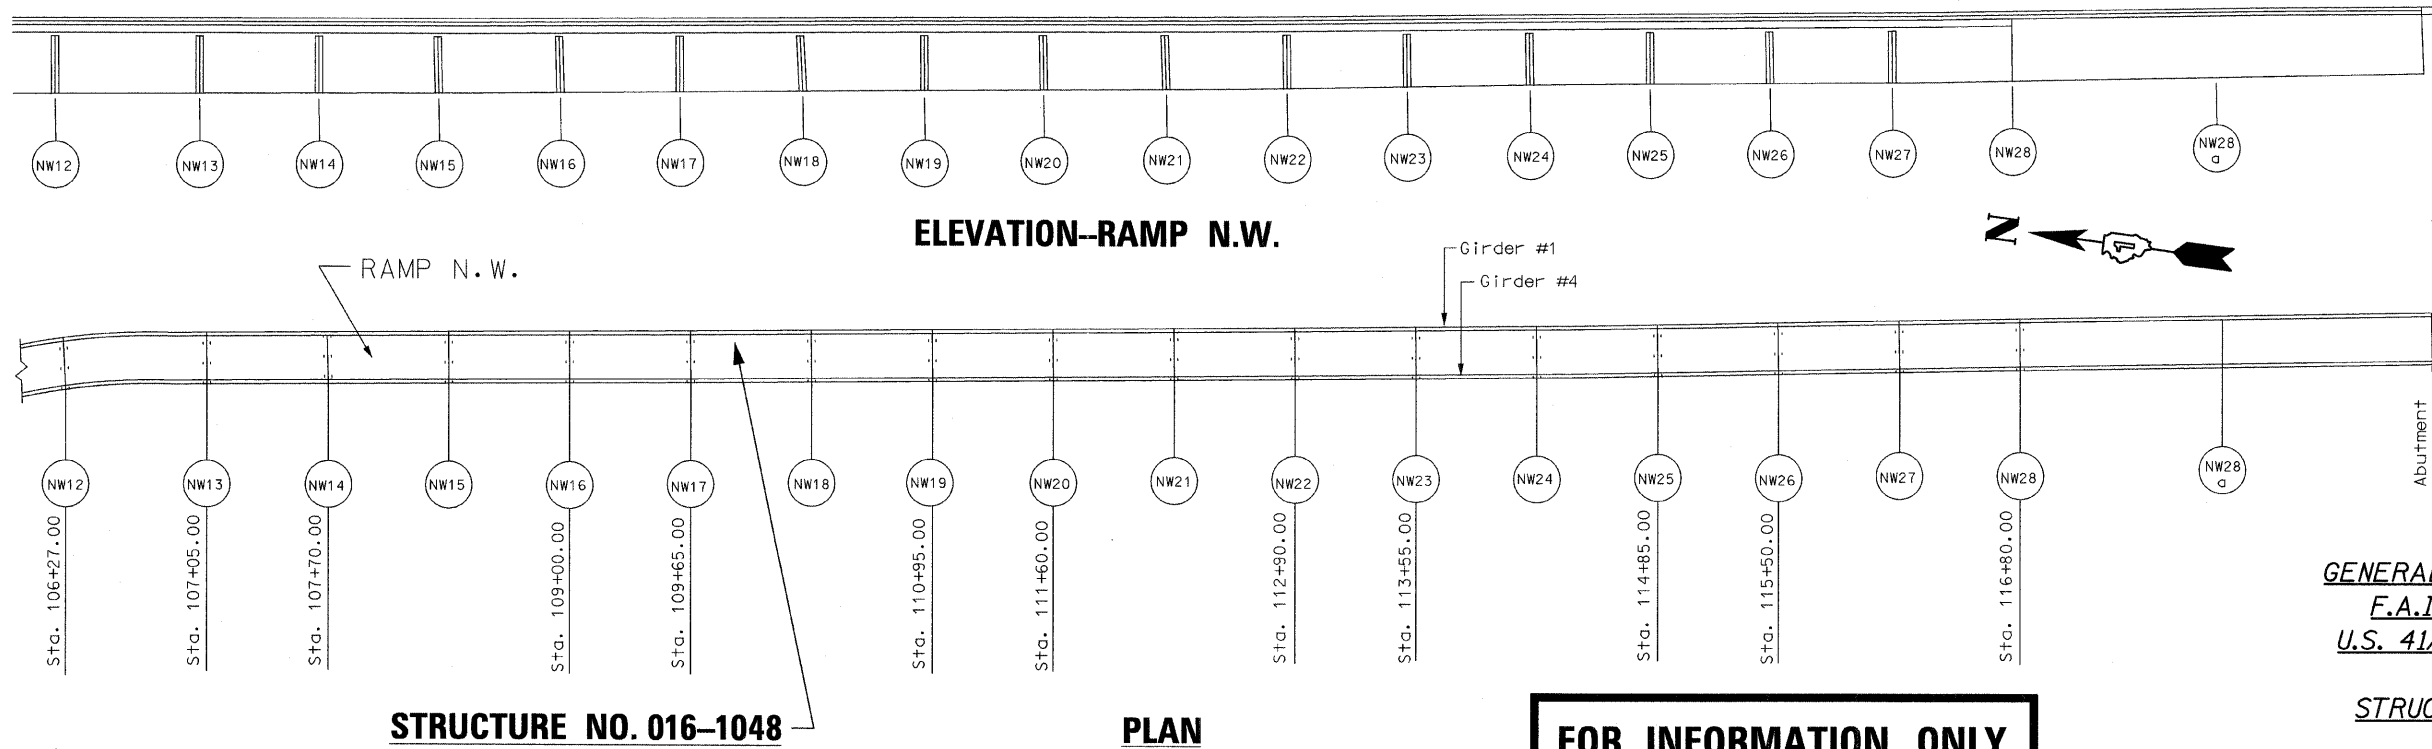 NW12 NW13 NW14 NW15 NW16 NW17 NW18 NW19 NW20 NW21 NW22 NW23 NW24 NW25 NW26 NW27 NW28 NW28 a
ELEVATION--RAMP N.W.
N
RAMP N.W.
Girder #1
Girder #4
Abutment
NW12 NW13 NW14 NW15 NW16 NW17 NW18 NW19 NW20 NW21 NW22 NW23 NW24 NW25 NW26 NW27 NW28 NW28 a
Sta. 106+27.00
Sta. 107+05.00
Sta. 107+70.00
Sta. 109+00.00
Sta. 109+65.00
Sta. 110+95.00
Sta. 111+60.00
Sta. 112+90.00
Sta. 113+55.00
Sta. 114+85.00
Sta. 115+50.00
Sta. 116+80.00
GENERAL
F.A.I
U.S. 41/
STRUC
STRUCTURE NO. 016–1048
PLAN
FOR INFORMATION ONLY